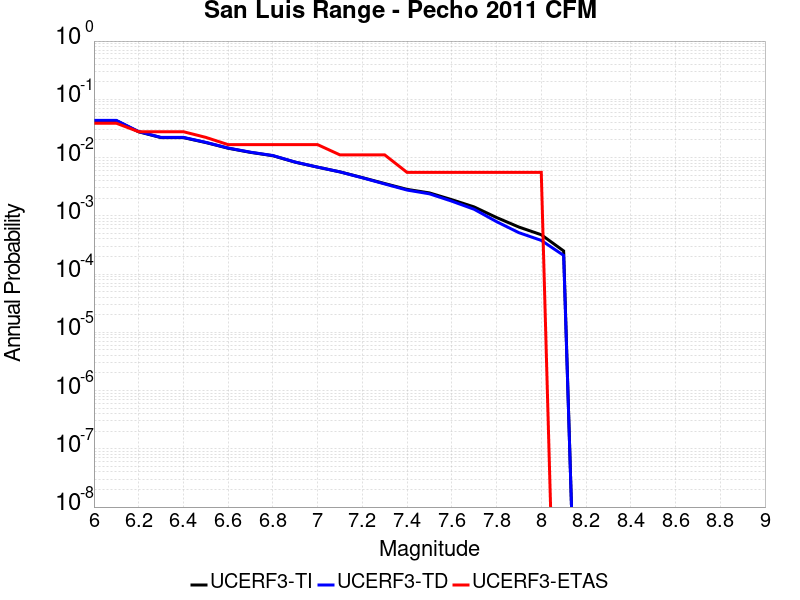 San Luis Range - Pecho 2011 CFM
10^0
10^-1
10^-2
10^-3
10^-4
10^-5
10^-6
10^-7
10^-8
Annual Probability
6 6.2 6.4 6.6 6.8 7 7.2 7.4 7.6 7.8 8 8.2 8.4 8.6 8.8 9
Magnitude
UCERF3-TI UCERF3-TD UCERF3-ETAS